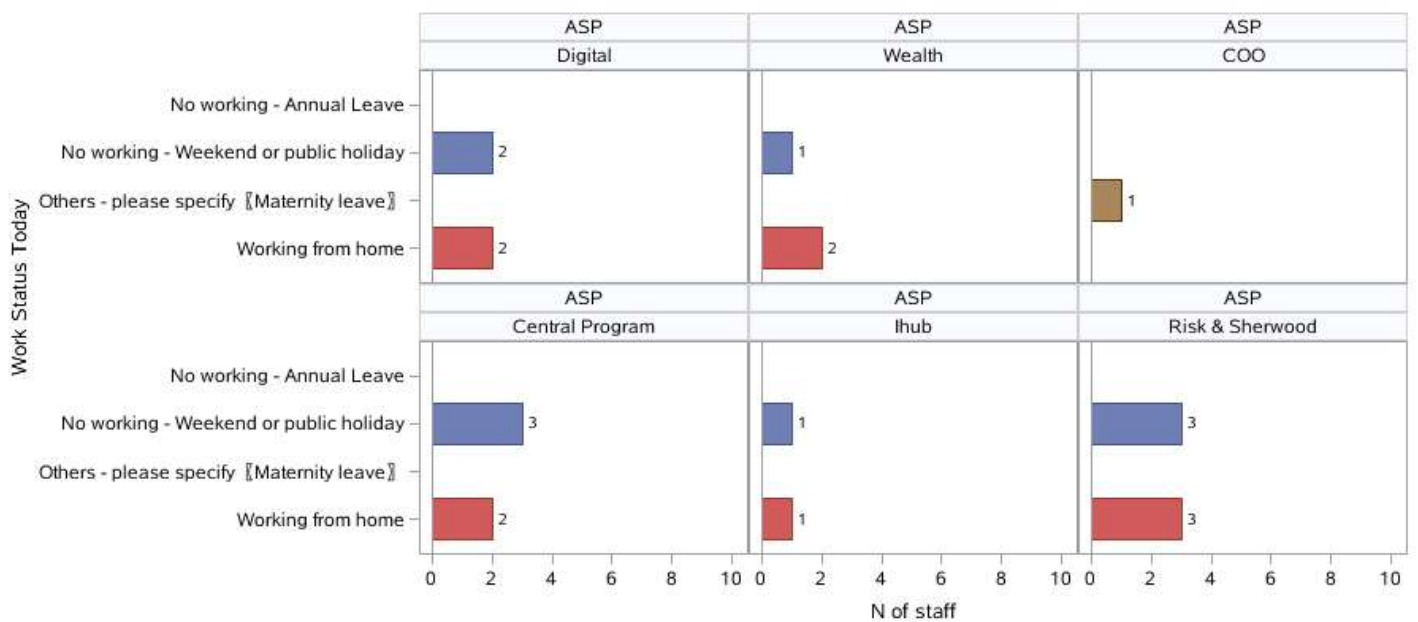 ASP ASP ASP
Digital Wealth COO
No working - Annual Leave
No working - Weekend or public holiday 2 1
Others - please specify〖Maternity leave〗 1
Working from home 2 2
Work Status Today
ASP ASP ASP
Central Program Ihub Risk & Sherwood
No working - Annual Leave
No working - Weekend or public holiday 3 1 3
Others - please specify〖Maternity leave〗
Working from home 2 1 3
0 2 4 6 8 10 0 2 4 6 8 10 0 2 4 6 8 10
N of staff